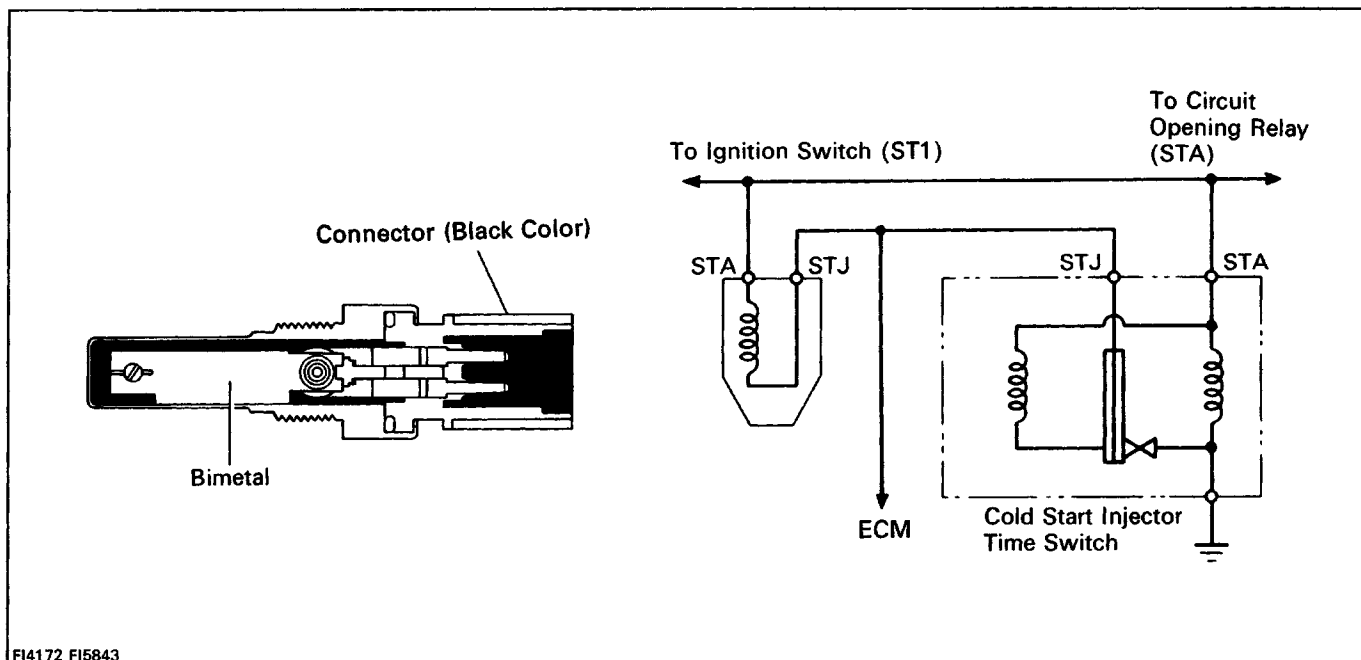 To Circuit
Opening Relay
(STA)
To Ignition Switch (ST1)
Connector (Black Color)
STA
STJ
STJ
STA
Bimetal
ECM
Cold Start Injector
Time Switch
FI4172 FI5843